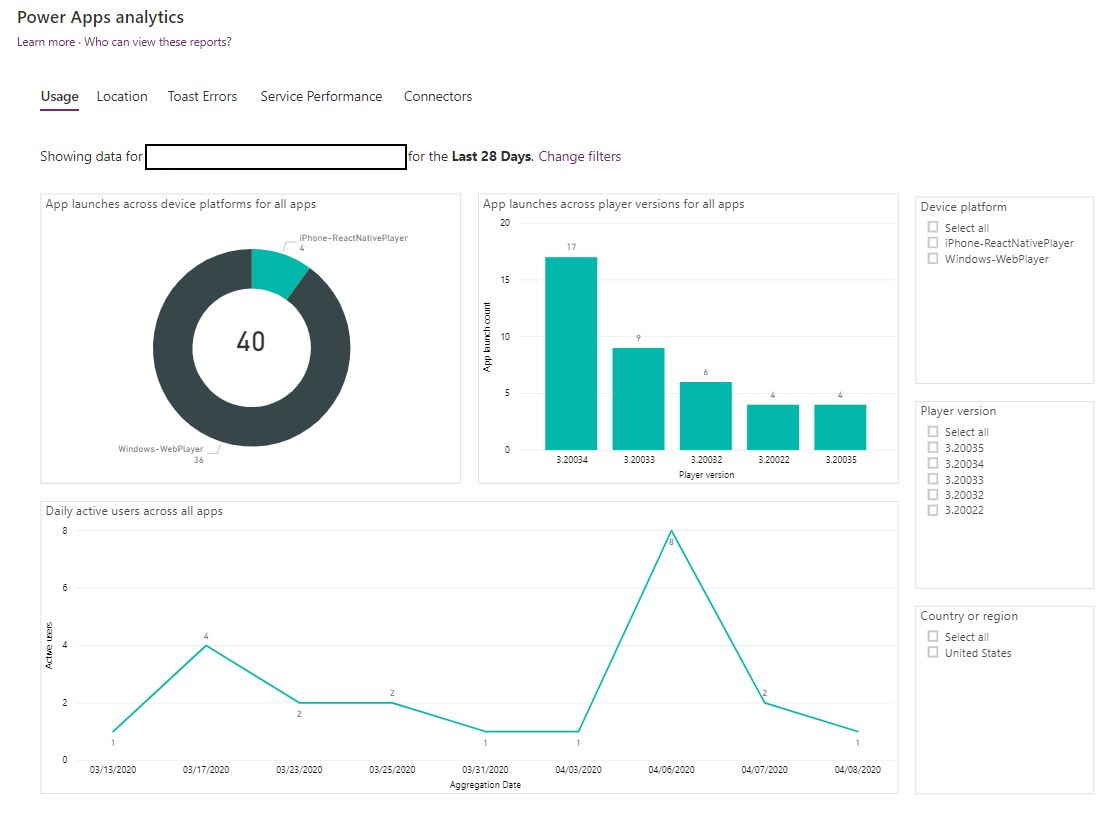 Power Apps analytics
Learn more · Who can view these reports?
Usage Location Toast Errors Service Performance Connectors
Showing data for for the Last 28 Days. Change filters
App launches across device platforms for all apps
iPhone-ReactNativePlayer
4
40
Windows-WebPlayer
36
App launches across player versions for all apps
20
15
10
5
0
App launch count
17
9
6
4
4
3.20034 3.20033 3.20032 3.20022 3.20035
Player version
Device platform
Select all
iPhone-ReactNativePlayer
Windows-WebPlayer
Player version
Select all
3.20035
3.20034
3.20033
3.20032
3.20022
Daily active users across all apps
8
6
4
2
0
Active users
1
4
2
2
1
1
8
2
1
03/13/2020 03/17/2020 03/23/2020 03/25/2020 03/31/2020 04/03/2020 04/06/2020 04/07/2020 04/08/2020
Aggregation Date
Country or region
Select all
United States